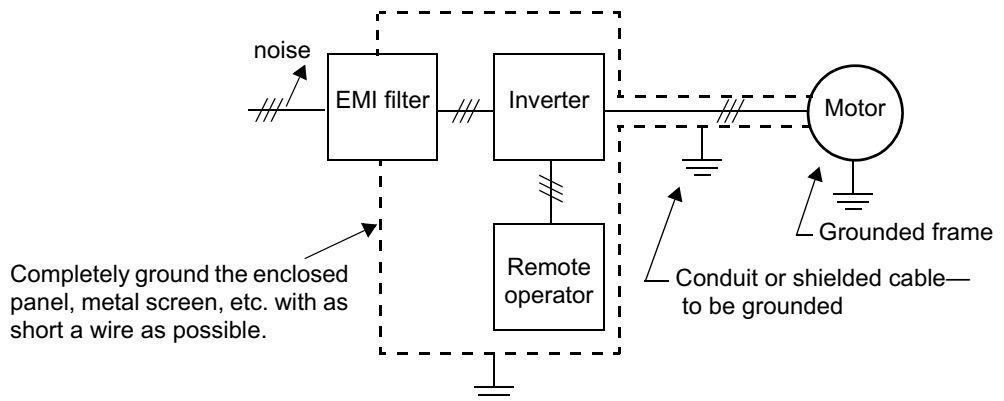 noise
EMI filter
Inverter
Motor
Grounded frame
Remote
operator
Completely ground the enclosed
panel, metal screen, etc. with as
short a wire as possible.
Conduit or shielded cable—
to be grounded